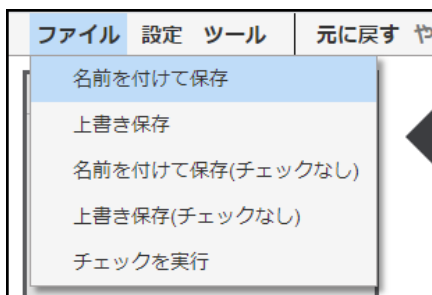 ファイル 設定 ツール 元に戻す や
名前を付けて保存
上書き保存
名前を付けて保存(チェックなし)
上書き保存(チェックなし)
チェックを実行